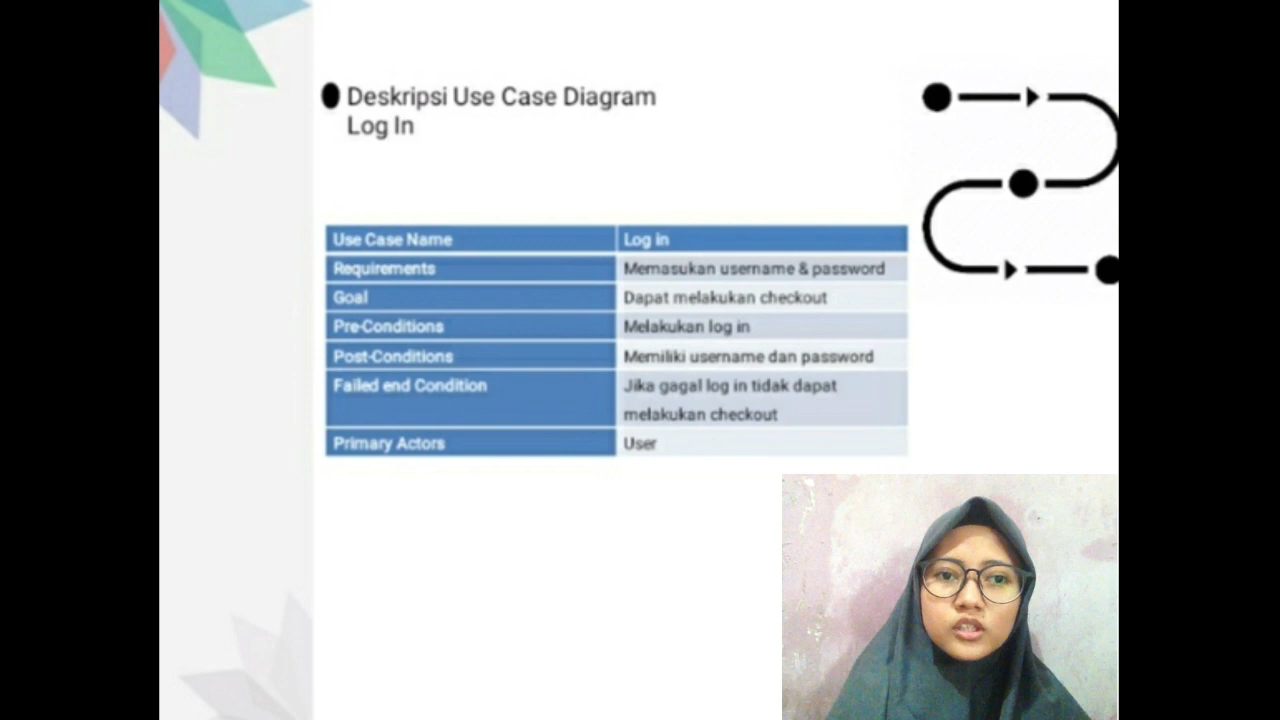 Deskripsi Use Case Diagram
Log In
Use Case Name Log in
Requirements Memasukan username & password
Goal Dapat melakukan checkout
Pre-Conditions Melakukan log in
Post-Conditions Memiliki username dan password
Failed end Condition Jika gagal log in tidak dapat
melakukan checkout
Primary Actors User